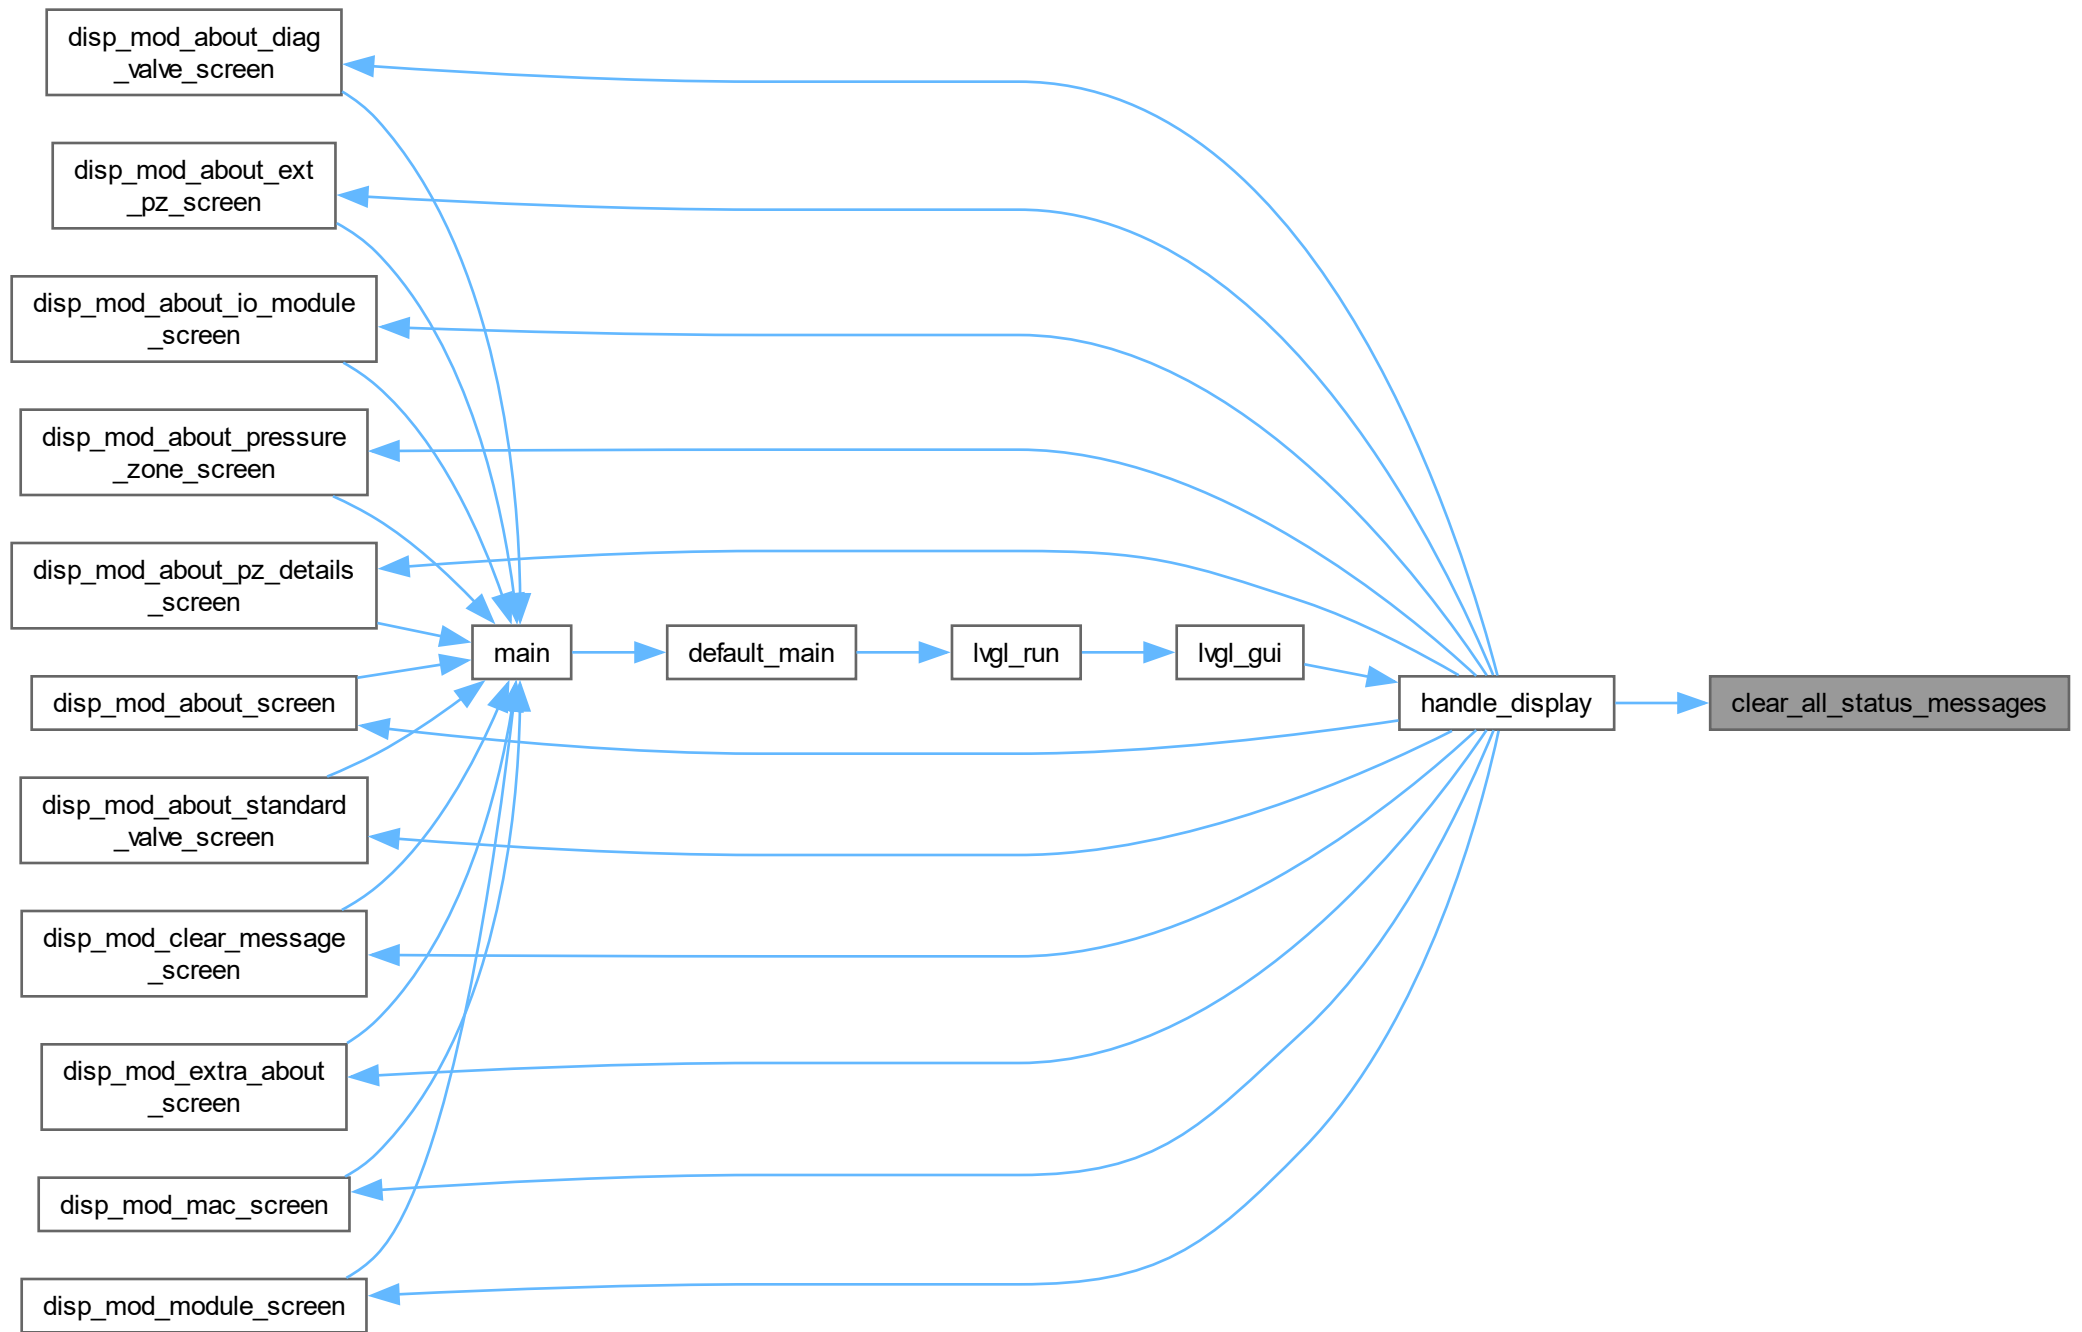 disp_mod_about_diag
_valve_screen
disp_mod_about_ext
_pz_screen
disp_mod_about_io_module
_screen
disp_mod_about_pressure
_zone_screen
disp_mod_about_pz_details
_screen
disp_mod_about_screen
disp_mod_about_standard
_valve_screen
disp_mod_clear_message
_screen
disp_mod_extra_about
_screen
disp_mod_mac_screen
disp_mod_module_screen
main
default_main
lvgl_run
lvgl_gui
handle_display
clear_all_status_messages